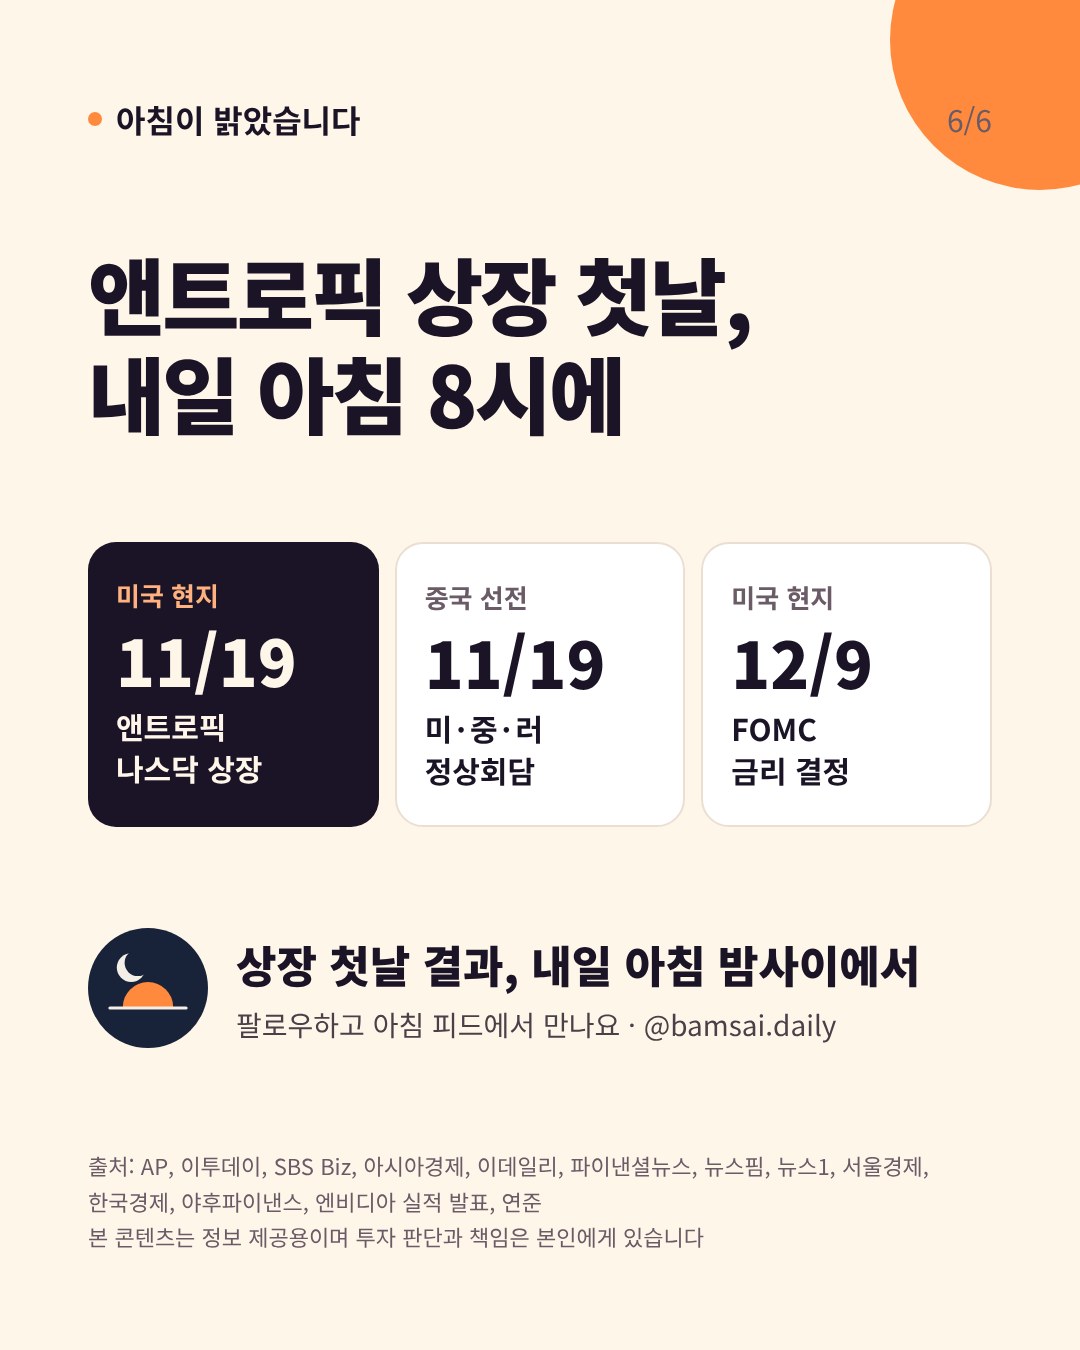 아침이 밝았습니다
6/6
앤트로픽 상장 첫날,
내일 아침 8시에
미국 현지
11/19
앤트로픽
나스닥 상장
중국 선전
11/19
미·중·러
정상회담
미국 현지
12/9
FOMC
금리 결정
상장 첫날 결과, 내일 아침 밤사이에서
팔로우하고 아침 피드에서 만나요 · @bamsai.daily
출처: AP, 이투데이, SBS Biz, 아시아경제, 이데일리, 파이낸셜뉴스, 뉴스핌, 뉴스1, 서울경제,
한국경제, 야후파이낸스, 엔비디아 실적 발표, 연준
본 콘텐츠는 정보 제공용이며 투자 판단과 책임은 본인에게 있습니다